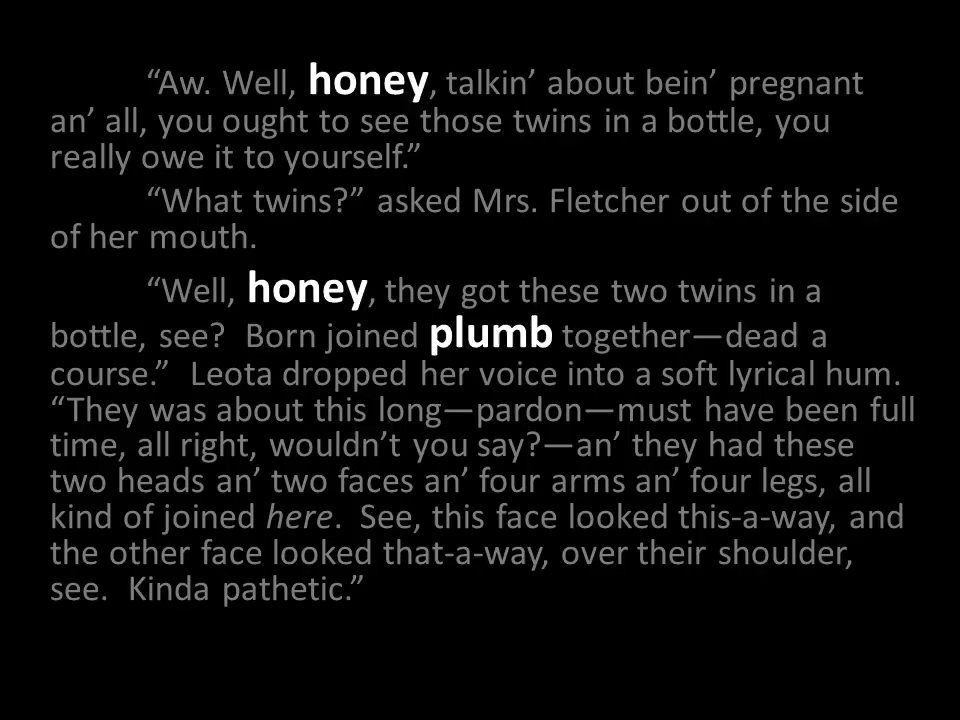 “Aw. Well, honey, talkin’ about bein’ pregnant
an’ all, you ought to see those twins in a bottle, you
really owe it to yourself.”
“What twins?” asked Mrs. Fletcher out of the side
of her mouth.
“Well, honey, they got these two twins in a
bottle, see?  Born joined plumb together—dead a
course.”  Leota dropped her voice into a soft lyrical hum.
“They was about this long—pardon—must have been full
time, all right, wouldn’t you say?—an’ they had these
two heads an’ two faces an’ four arms an’ four legs, all
kind of joined here.  See, this face looked this-a-way, and
the other face looked that-a-way, over their shoulder,
see.  Kinda pathetic.”